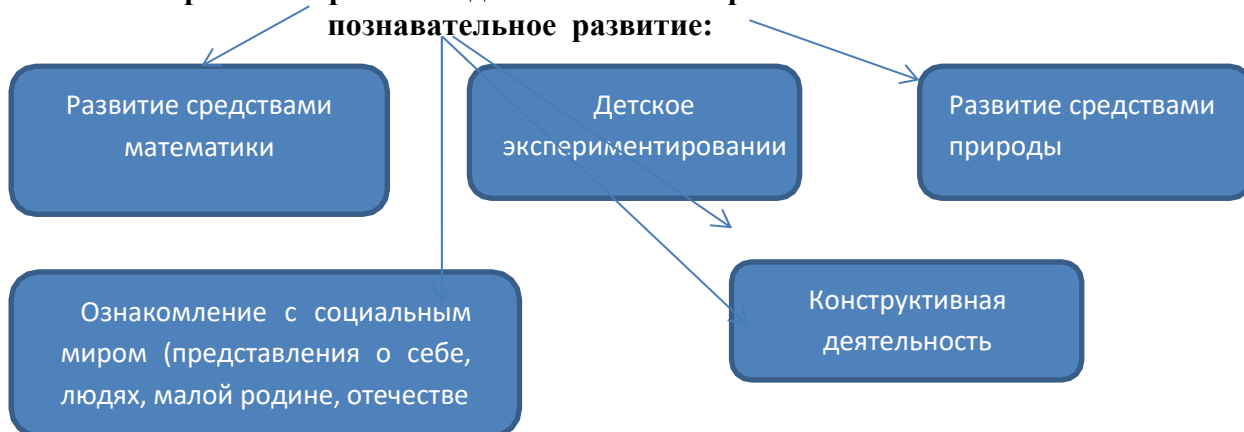 познавательное развитие:
Развитие средствами
математики
Детское
экспериментировании
Развитие средствами
природы
Ознакомление с социальным
миром (представления о себе,
людях, малой родине, отечестве
Конструктивная
деятельность